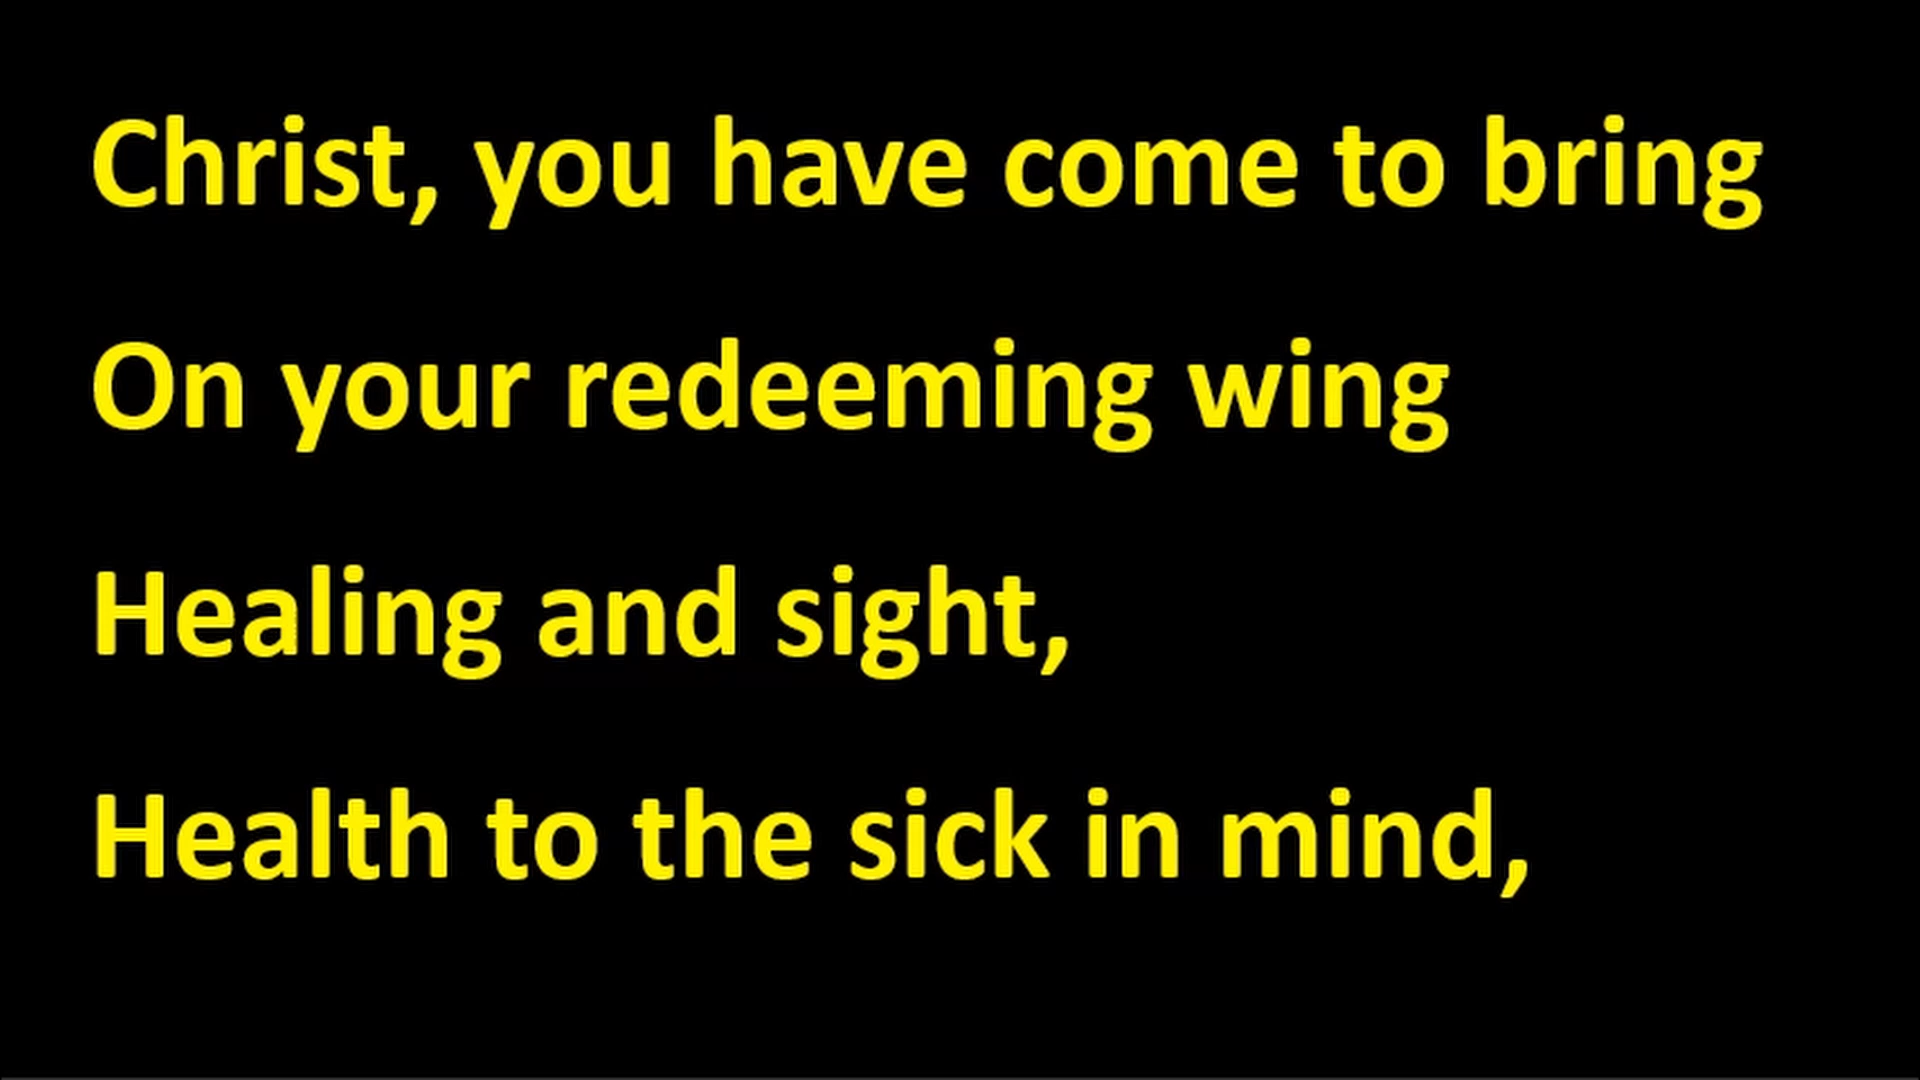 Christ, you have come to bring
On your redeeming wing
Healing and sight,
Health to the sick in mind,